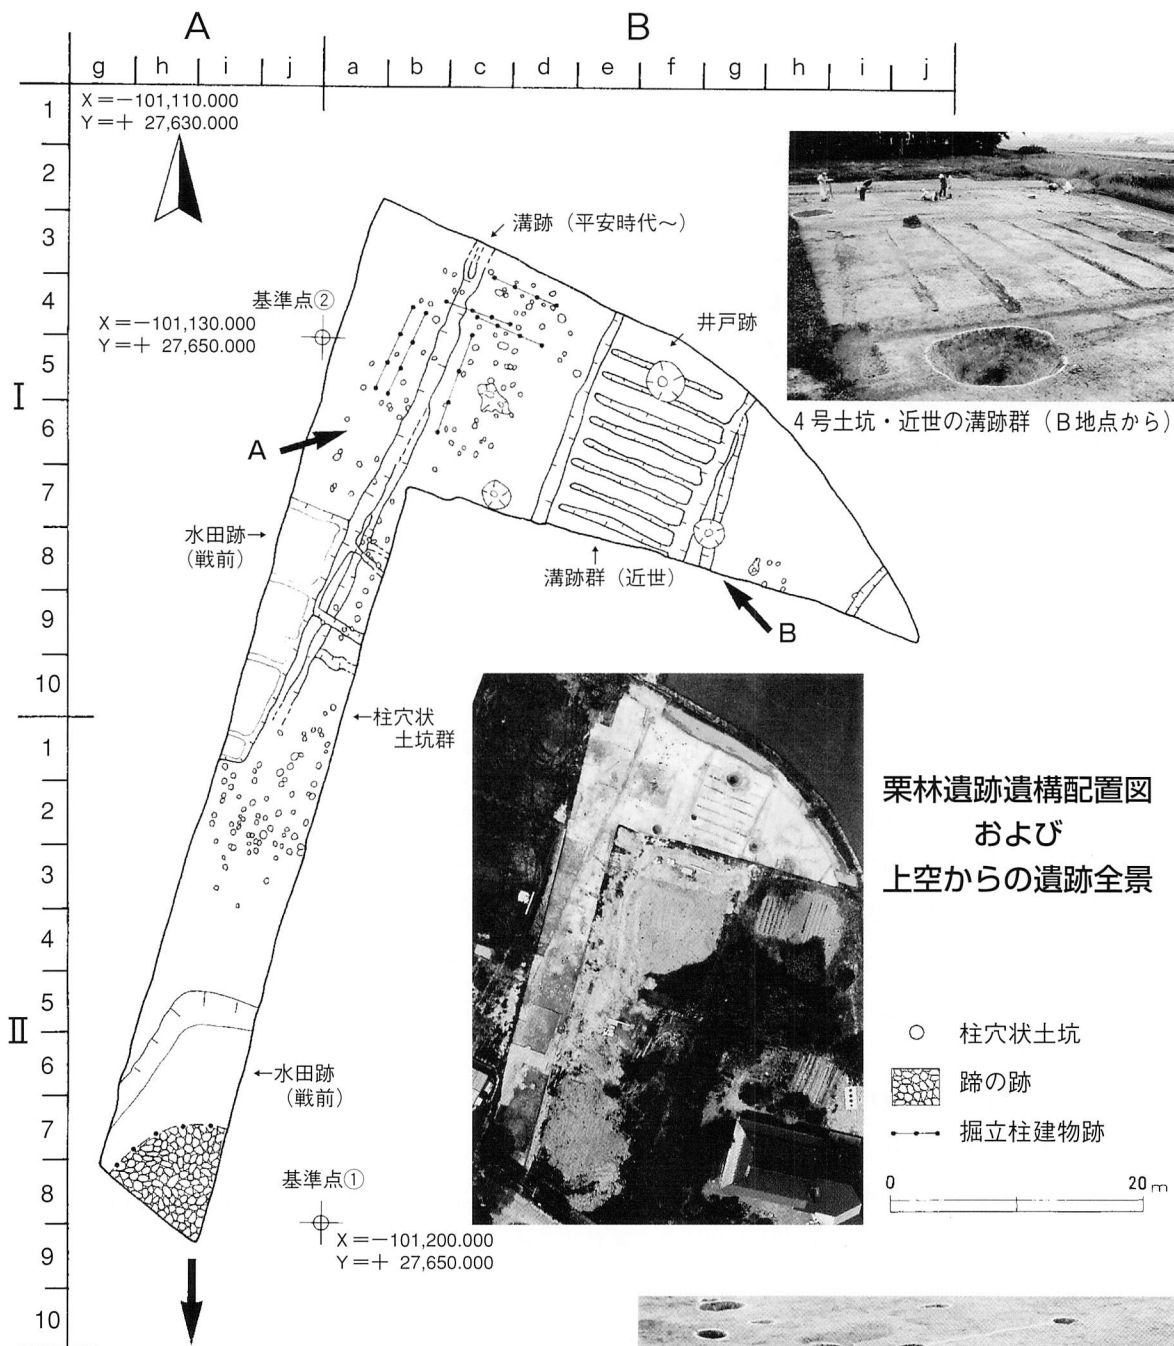 A
B
g h i j a b c d e f g h i j
1
2
3
4
5
6
7
8
9
10
1
2
3
4
5
6
7
8
9
10
I
II
X=−101,110.000
Y=+ 27,630.000
溝跡(平安時代~)
基準点②
X=−101,130.000
Y=+ 27,650.000
井戸跡
4号土坑・近世の溝跡群(B地点から)
A
水田跡→
(戦前)
溝跡群(近世)
B
←柱穴状
土坑群
栗林遺跡遺構配置図
および
上空からの遺跡全景
○ 柱穴状土坑
蹄の跡
掘立柱建物跡
←水田跡
(戦前)
0 20m
基準点①
X=−101,200.000
Y=+ 27,650.000